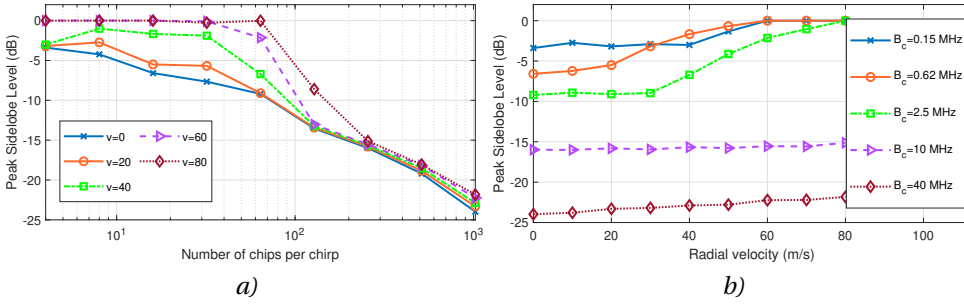 Peak Sidelobe Level (dB)
0
-5
-10
-15
-20
-25
v=0
v=20
v=40
v=60
v=80
10^1
10^2
10^3
Number of chips per chirp
a)
Peak Sidelobe Level (dB)
0
-5
-10
-15
-20
-25
B_c=0.15 MHz
B_c=0.62 MHz
B_c=2.5 MHz
B_c=10 MHz
B_c=40 MHz
0 20 40 60 80 100
Radial velocity (m/s)
b)